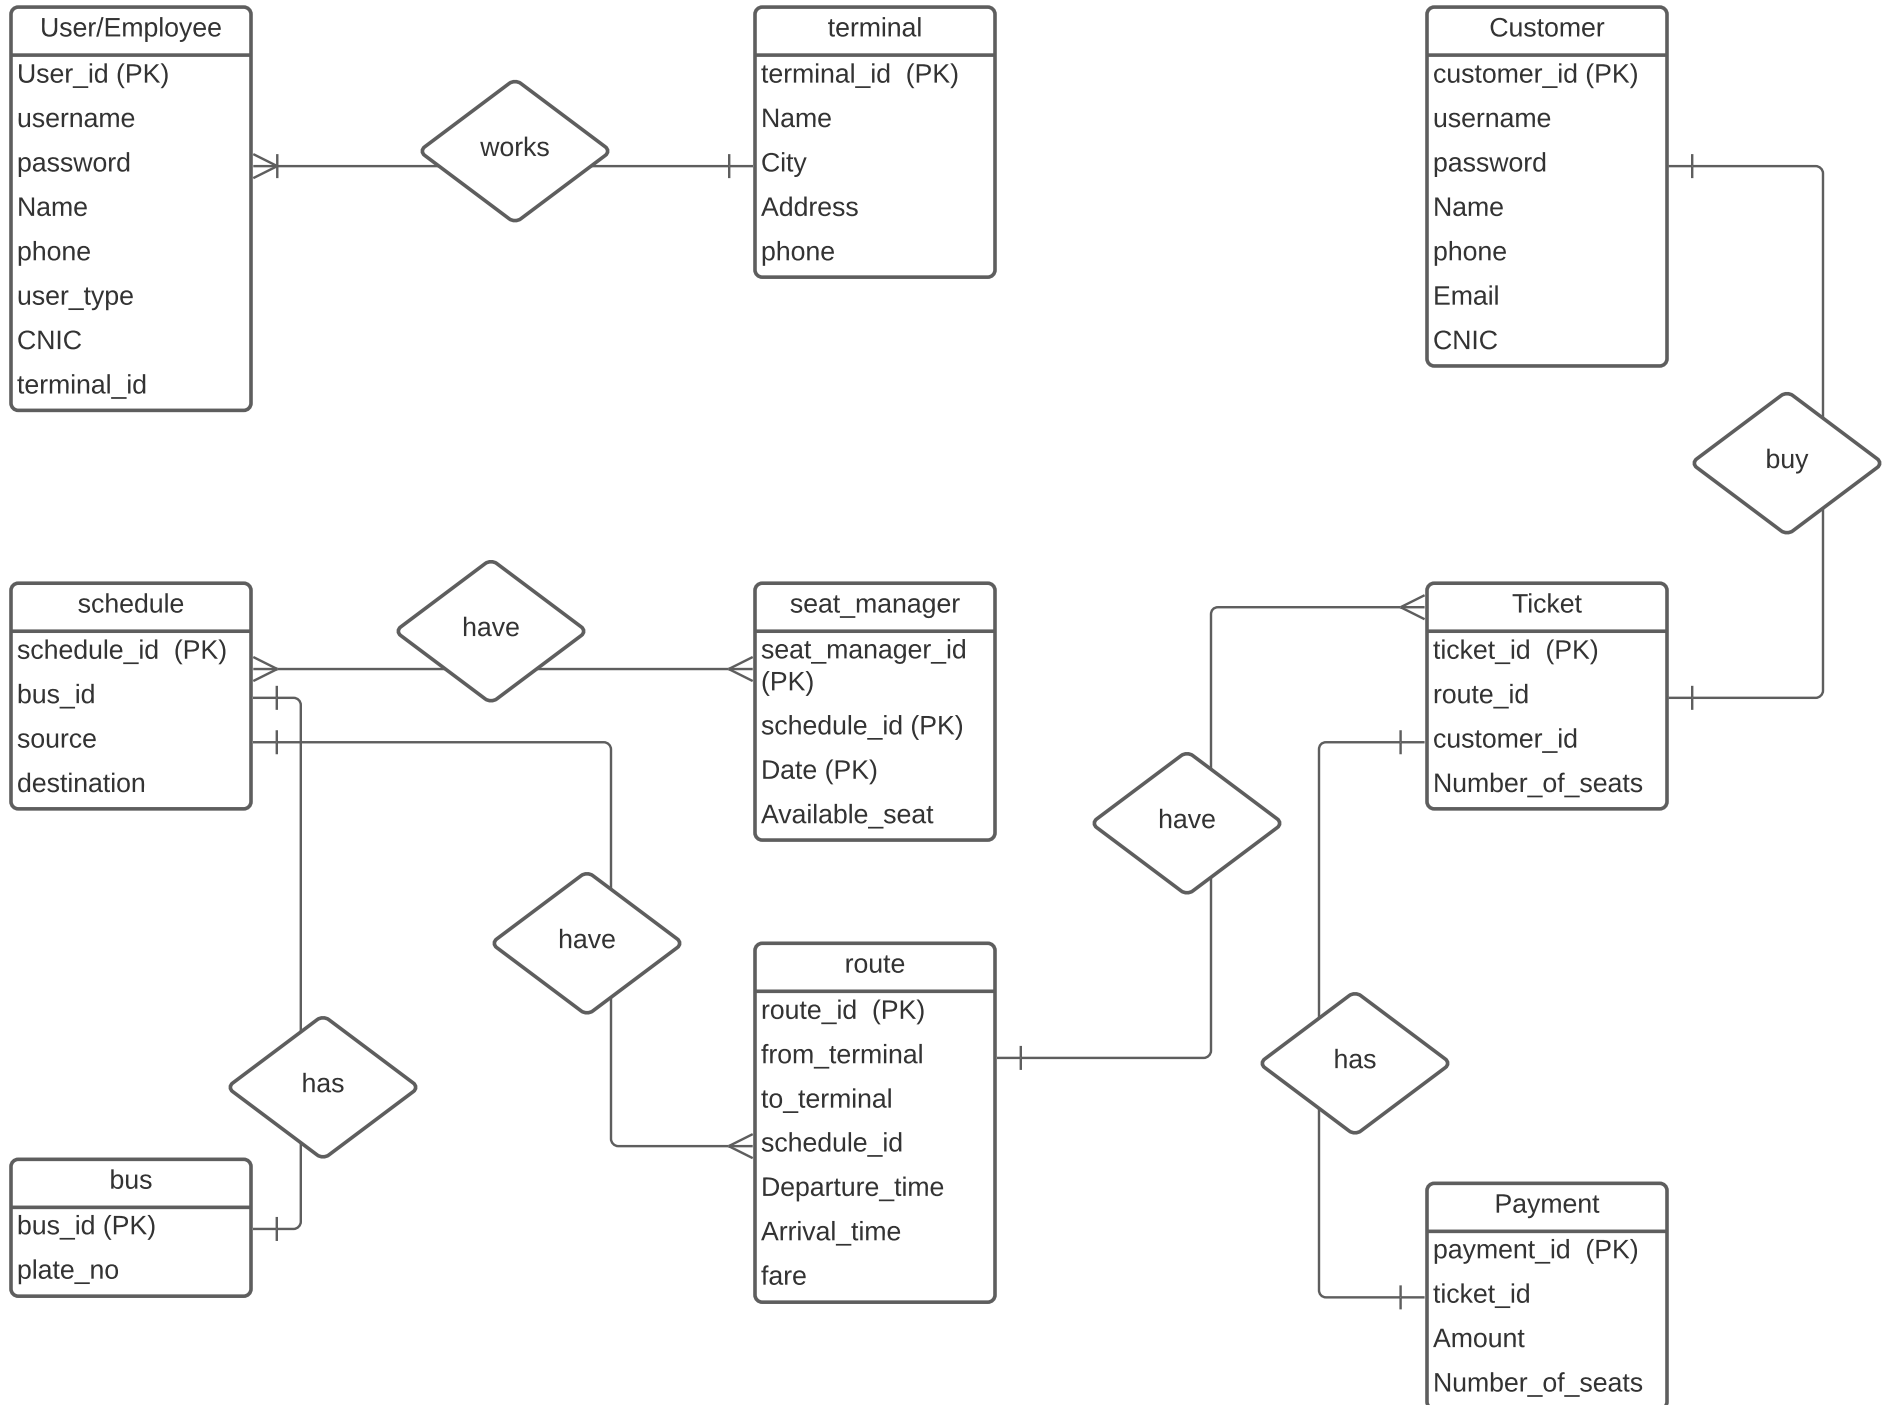 User/Employee
User_id (PK)
username
password
Name
phone
user_type
CNIC
terminal_id
works
terminal
terminal_id  (PK)
Name
City
Address
phone
Customer
customer_id (PK)
username
password
Name
phone
Email
CNIC
buy
schedule
schedule_id  (PK)
bus_id
source
destination
have
seat_manager
seat_manager_id
(PK)
schedule_id (PK)
Date (PK)
Available_seat
have
Ticket
ticket_id  (PK)
route_id
customer_id
Number_of_seats
have
route
route_id  (PK)
from_terminal
to_terminal
schedule_id
Departure_time
Arrival_time
fare
has
has
bus
bus_id (PK)
plate_no
Payment
payment_id  (PK)
ticket_id
Amount
Number_of_seats